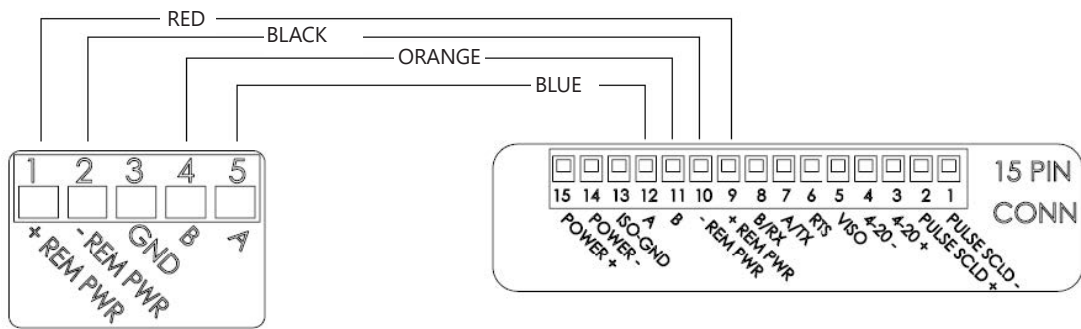 RED
BLACK
ORANGE
BLUE
1 2 3 4 5
+ REM PWR
- REM PWR
GND
B
A
15 14 13 12 11 10 9 8 7 6 5 4 3 2 1
POWER +
POWER -
ISO-GND
A
B
- REM PWR
+ REM PWR
B/RX
A/TX
RTS
VISO
4-20 -
4-20 +
PULSE SCLD +
PULSE SCLD -
15 PIN
CONN